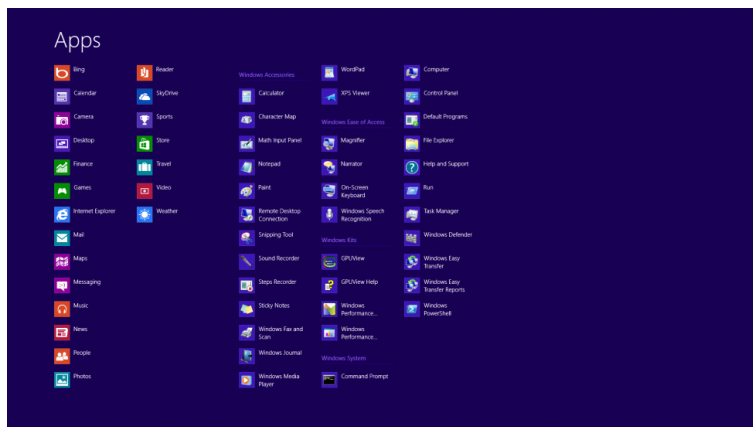 Apps
Bing
Calendar
Camera
Desktop
Finance
Games
Internet Explorer
Mail
Maps
Messaging
Music
News
People
Photos
Reader
SkyDrive
Sports
Store
Travel
Video
Weather
Windows Accessories
Calculator
Character Map
Math Input Panel
Notepad
Paint
Remote Desktop
Connection
Snipping Tool
Sound Recorder
Steps Recorder
Sticky Notes
Windows Fax and
Scan
Windows Journal
Windows Media
Player
WordPad
XPS Viewer
Windows Ease of Access
Magnifier
Narrator
On-Screen
Keyboard
Windows Speech
Recognition
Windows Kits
GPUView
GPUView Help
Windows
Performance...
Windows
Performance...
Windows System
Command Prompt
Computer
Control Panel
Default Programs
File Explorer
Help and Support
Run
Task Manager
Windows Defender
Windows Easy
Transfer
Windows Easy
Transfer Reports
Windows
PowerShell